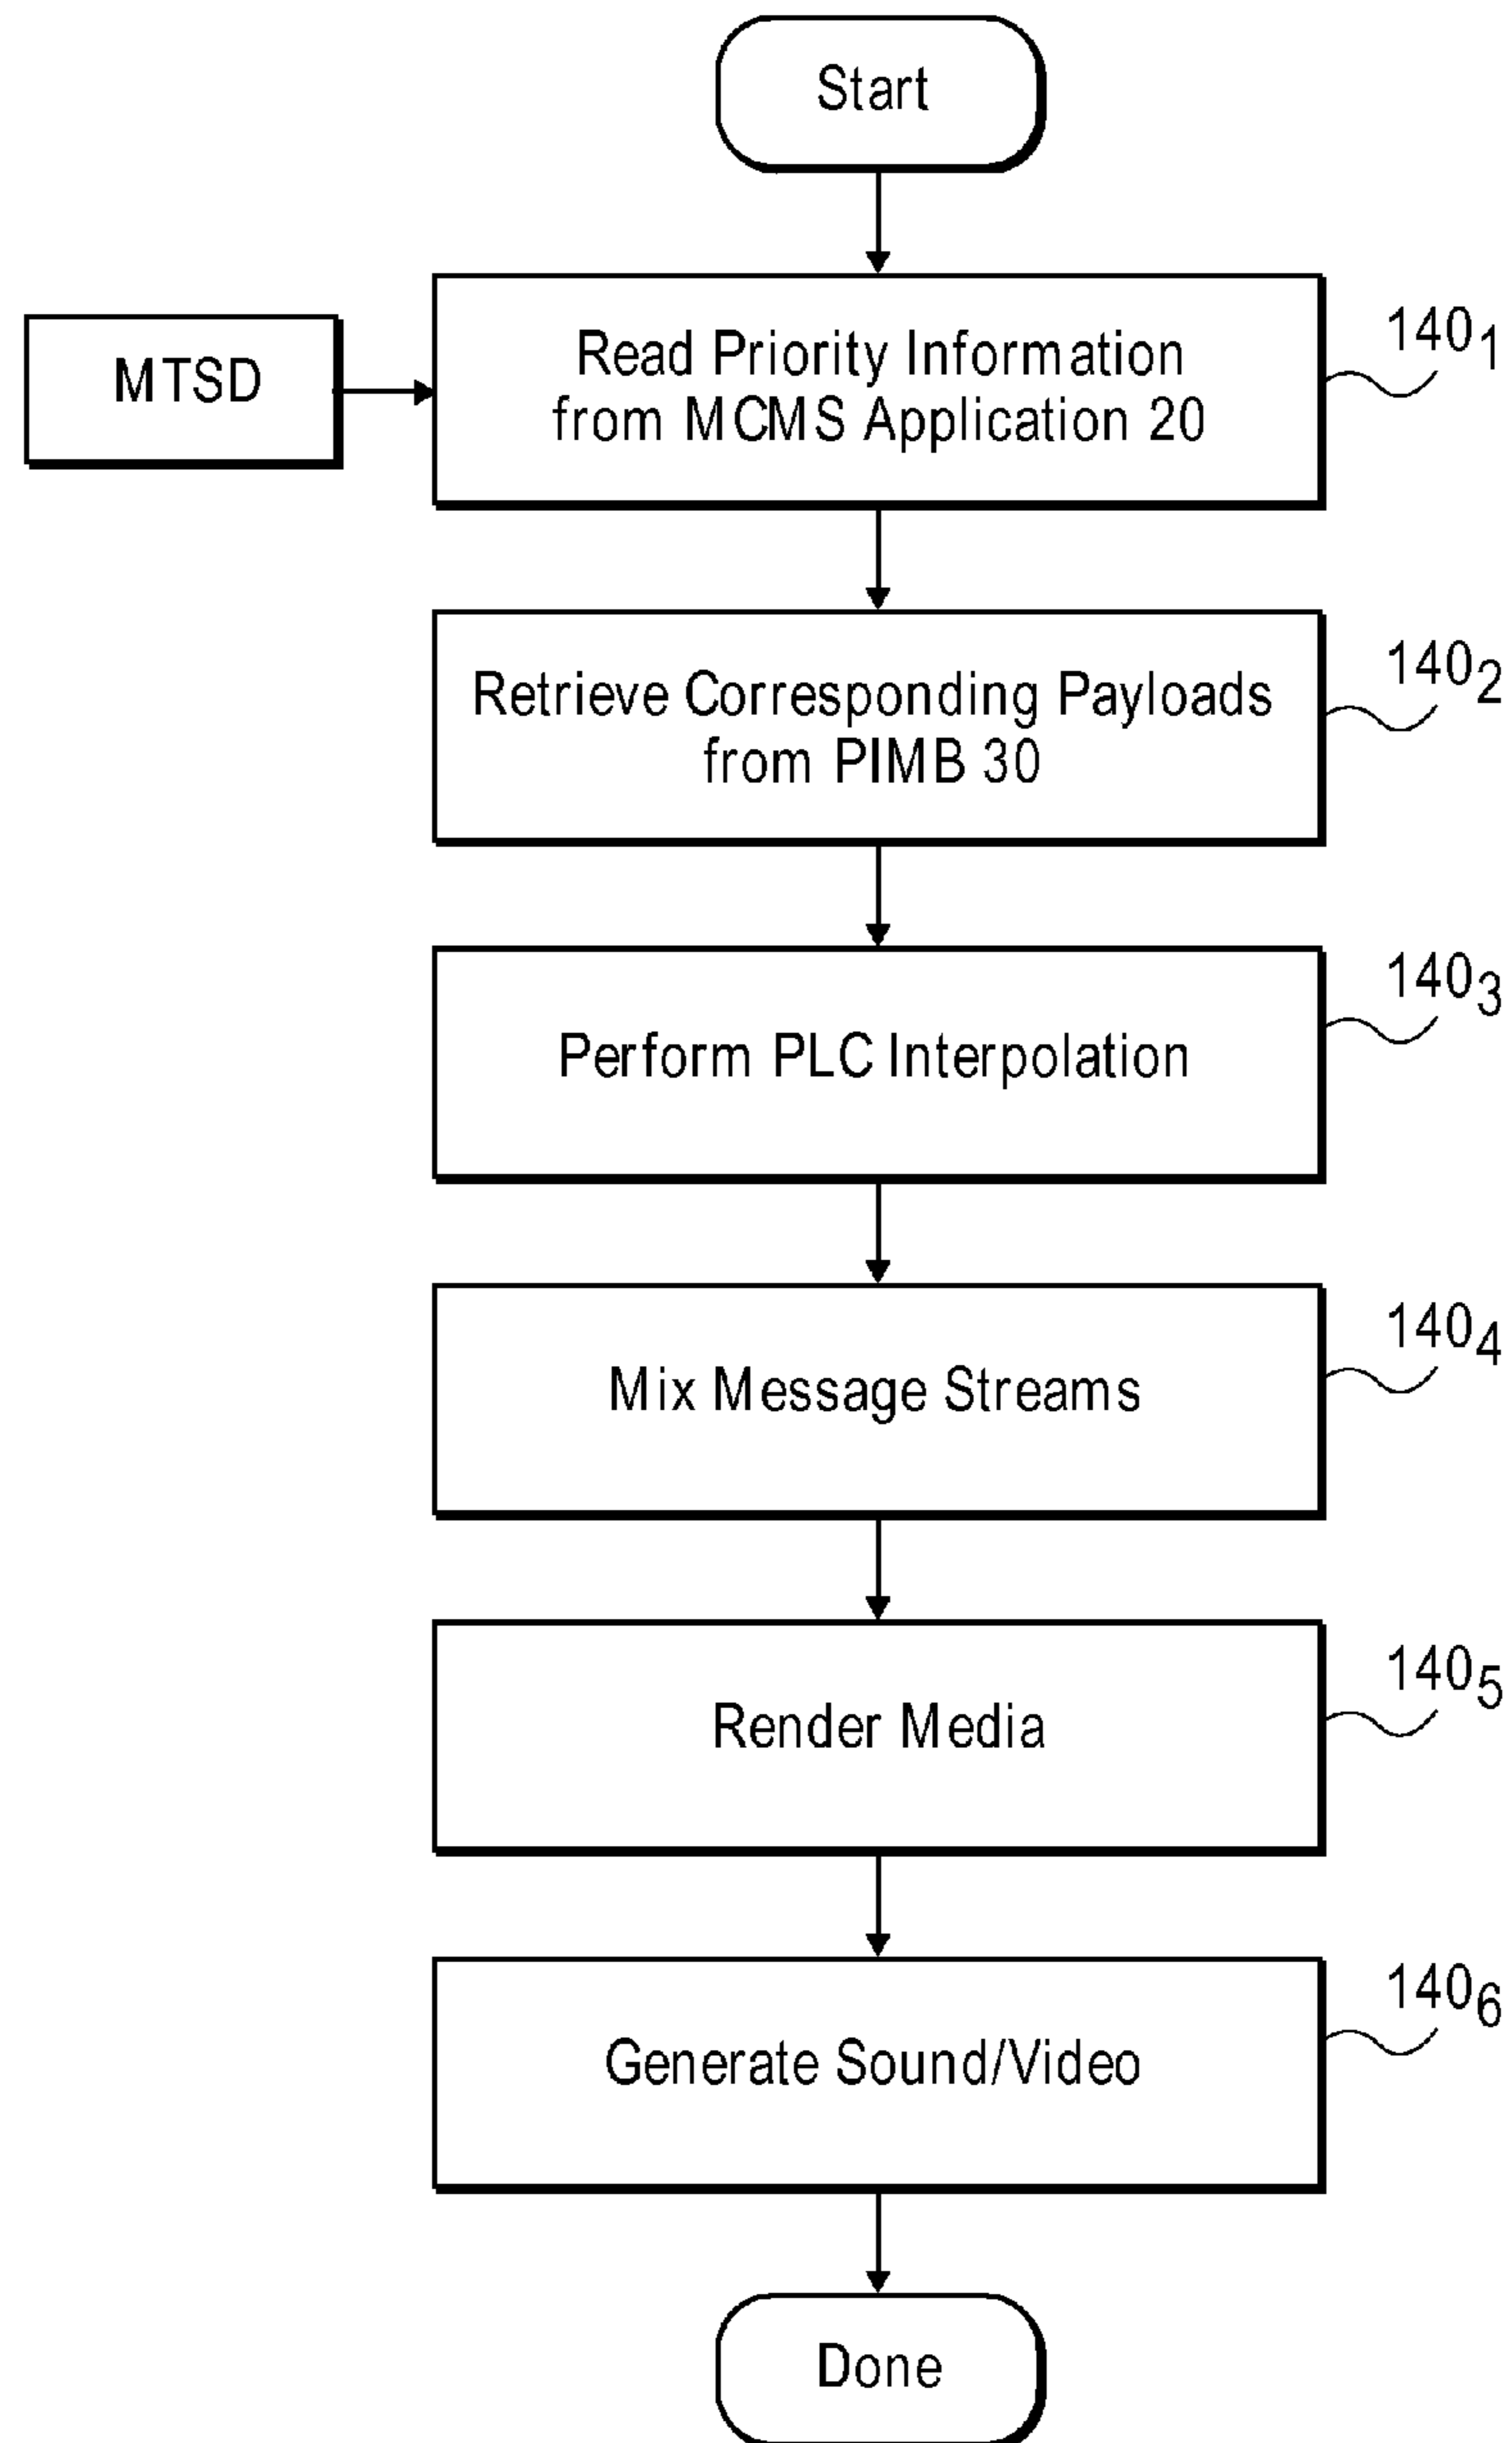 Start
MTSD
Read Priority Information
from MCMS Application 20
140₁
Retrieve Corresponding Payloads
from PIMB 30
140₂
Perform PLC Interpolation
140₃
Mix Message Streams
140₄
Render Media
140₅
Generate Sound/Video
140₆
Done